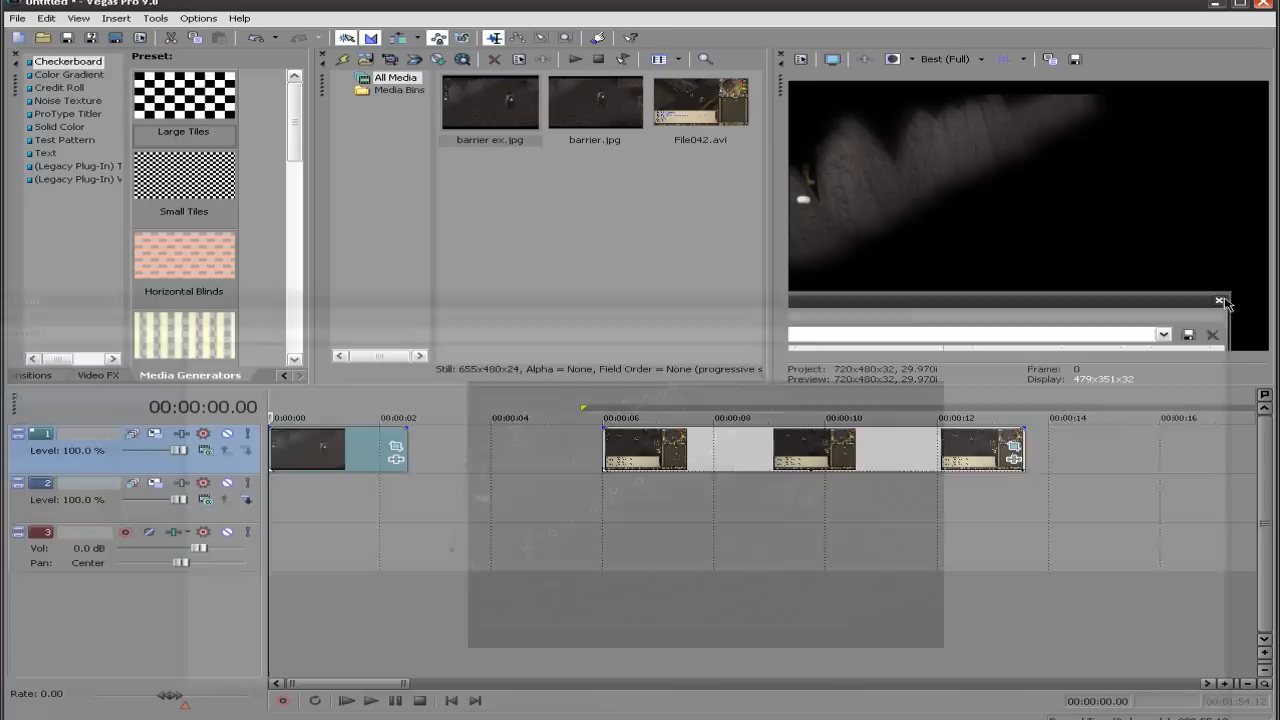 Untitled * - Vegas Pro 9.0
File Edit View Insert Tools Options Help
Checkerboard
Color Gradient
Credit Roll
Noise Texture
ProType Titler
Solid Color
Test Pattern
Text
(Legacy Plug-In) T
(Legacy Plug-In) V
Preset:
Large Tiles
Small Tiles
Horizontal Blinds
nsitions Video FX Media Generators
All Media
Media Bins
barrier ex.jpg
barrier.jpg
File042.avi
Still: 655x480x24, Alpha = None, Field Order = None (progressive s
Best (Full)
Project: 720x480x32, 29.970i
Preview: 720x480x32, 29.970i
Frame: 0
Display: 479x351x32
00:00:00.00
00:00:00 00:00:02 00:00:04 00:00:06 00:00:08 00:00:10 00:00:12 00:00:14 00:00:16
1
Level: 100.0 %
2
Level: 100.0 %
3
Vol: 0.0 dB
Pan: Center
Rate: 0.00
00:00:00.00
00:01:54.12